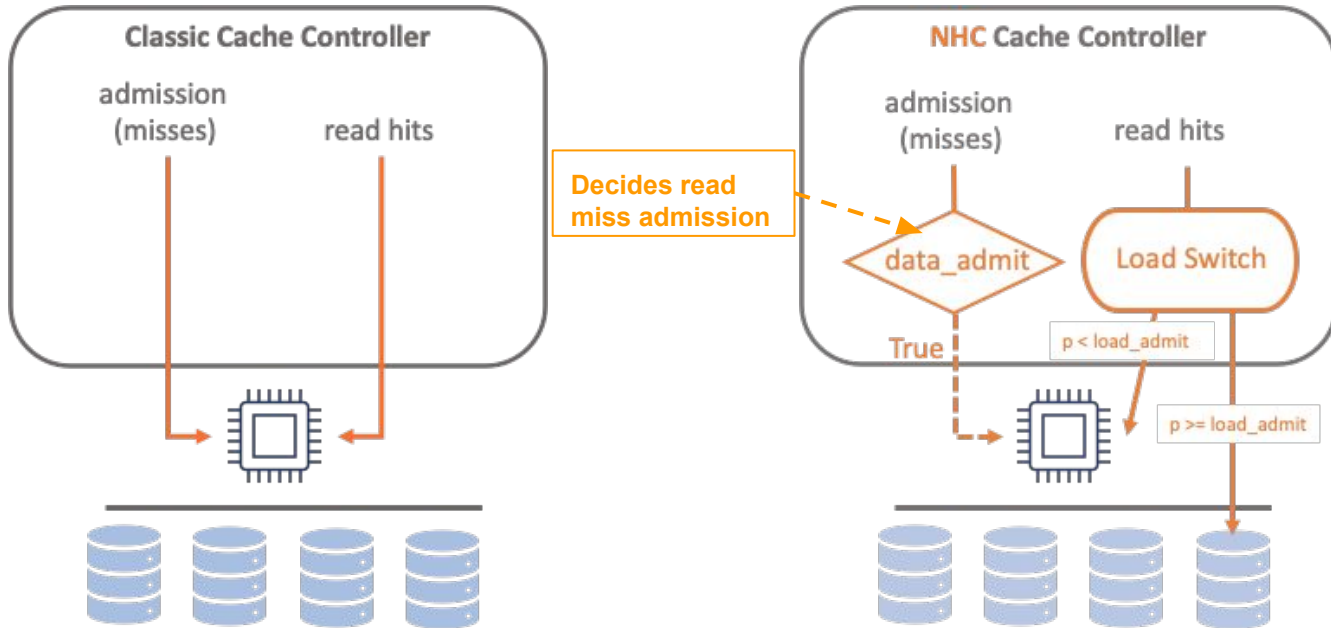 Classic Cache Controller
admission
(misses)
read hits
Decides read
miss admission
NHC Cache Controller
admission
(misses)
read hits
data_admit
Load Switch
True
p < load_admit
p >= load_admit